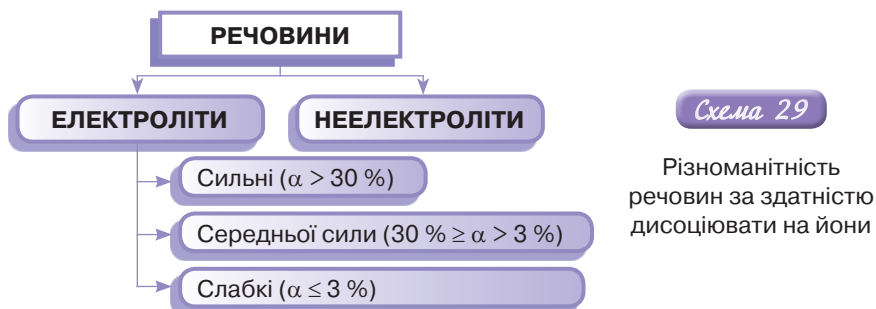 РЕЧОВИНИ
ЕЛЕКТРОЛІТИ
НЕЕЛЕКТРОЛІТИ
Сильні (α > 30 %)
Середньої сили (30 % ≥ α > 3 %)
Слабкі (α ≤ 3 %)
Схема 29
Різноманітність
речовин за здатністю
дисоціювати на йони